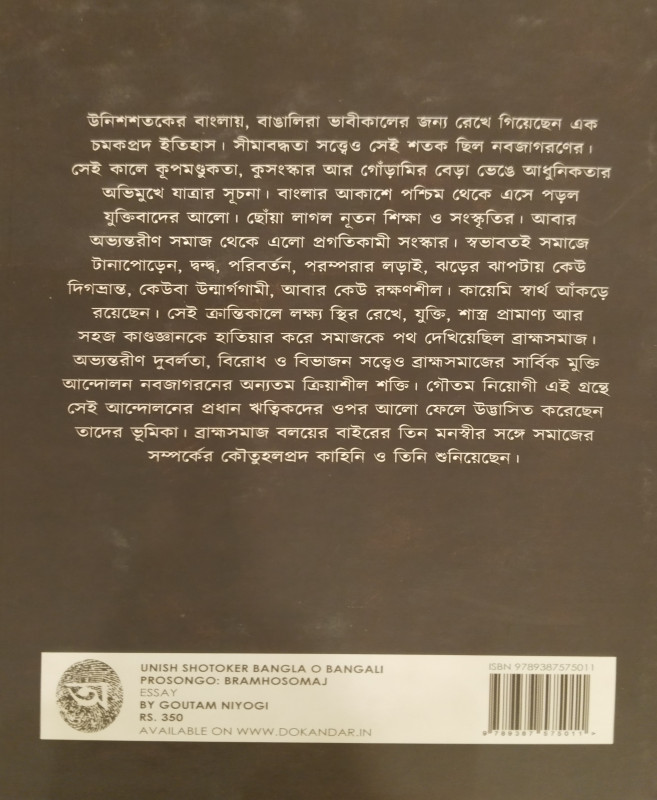 উনিশশতকের বাংলায়, বাঙালিরা ভাবীকালের জন্য রেখে গিয়েছেন এক
চমকপ্রদ ইতিহাস। সীমাবদ্ধতা সত্ত্বেও সেই শতক ছিল নবজাগরণের।
সেই কালে কূপমণ্ডুকতা, কুসংস্কার আর গোঁড়ামির বেড়া ভেঙে আধুনিকতার
অভিমুখে যাত্রার সূচনা। বাংলার আকাশে পশ্চিম থেকে এসে পড়ল
যুক্তিবাদের আলো। ছোঁয়া লাগল নূতন শিক্ষা ও সংস্কৃতির। আবার
অভ্যন্তরীণ সমাজ থেকে এলো প্রগতিকামী সংস্কার। স্বভাবতই সমাজে
টানাপোড়েন, দ্বন্দ্ব, পরিবর্তন, পরম্পরার লড়াই, ঝড়ের ঝাপটায় কেউ
দিগভ্রান্ত, কেউবা উন্মার্গগামী, আবার কেউ রক্ষণশীল। কায়েমি স্বার্থ আঁকড়ে
রয়েছেন। সেই ক্রান্তিকালে লক্ষ্য স্থির রেখে, যুক্তি, শাস্ত্র প্রামাণ্য আর
সহজ কাণ্ডজ্ঞানকে হাতিয়ার করে সমাজকে পথ দেখিয়েছিল ব্রাহ্মসমাজ।
অভ্যন্তরীণ দুবর্লতা, বিরোধ ও বিভাজন সত্ত্বেও ব্রাহ্মসমাজের সার্বিক মুক্তি
আন্দোলন নবজাগরনের অন্যতম ক্রিয়াশীল শক্তি। গৌতম নিয়োগী এই গ্রন্থে
সেই আন্দোলনের প্রধান ঋত্বিকদের ওপর আলো ফেলে উদ্ভাসিত করেছেন
তাদের ভূমিকা। ব্রাহ্মসমাজ বলয়ের বাইরের তিন মনস্বীর সঙ্গে সমাজের
সম্পর্কের কৌতুহলপ্রদ কাহিনি ও তিনি শুনিয়েছেন।
অ
UNISH SHOTOKER BANGLA O BANGALI
PROSONGO: BRAMHOSOMAJ
ESSAY
BY GOUTAM NIYOGI
RS. 350
AVAILABLE ON WWW.DOKANDAR.IN
ISBN 9789387575011
9 789387 575011 >